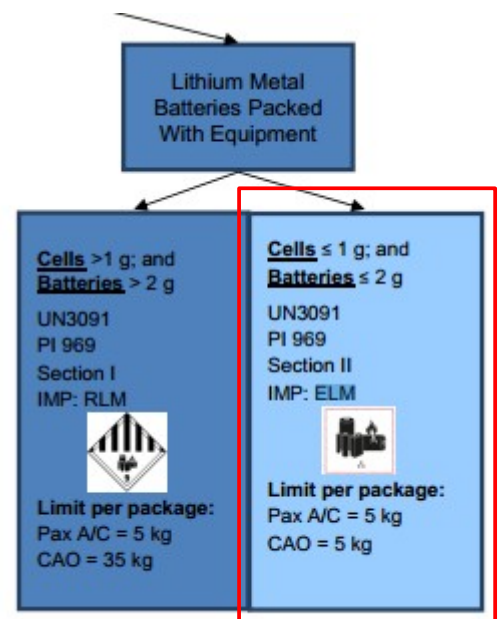 Lithium Metal
Batteries Packed
With Equipment
Cells >1 g; and
Batteries > 2 g
UN3091
PI 969
Section I
IMP: RLM
Limit per package:
Pax A/C = 5 kg
CAO = 35 kg
Cells ≤ 1 g; and
Batteries ≤ 2 g
UN3091
PI 969
Section II
IMP: ELM
Limit per package:
Pax A/C = 5 kg
CAO = 5 kg